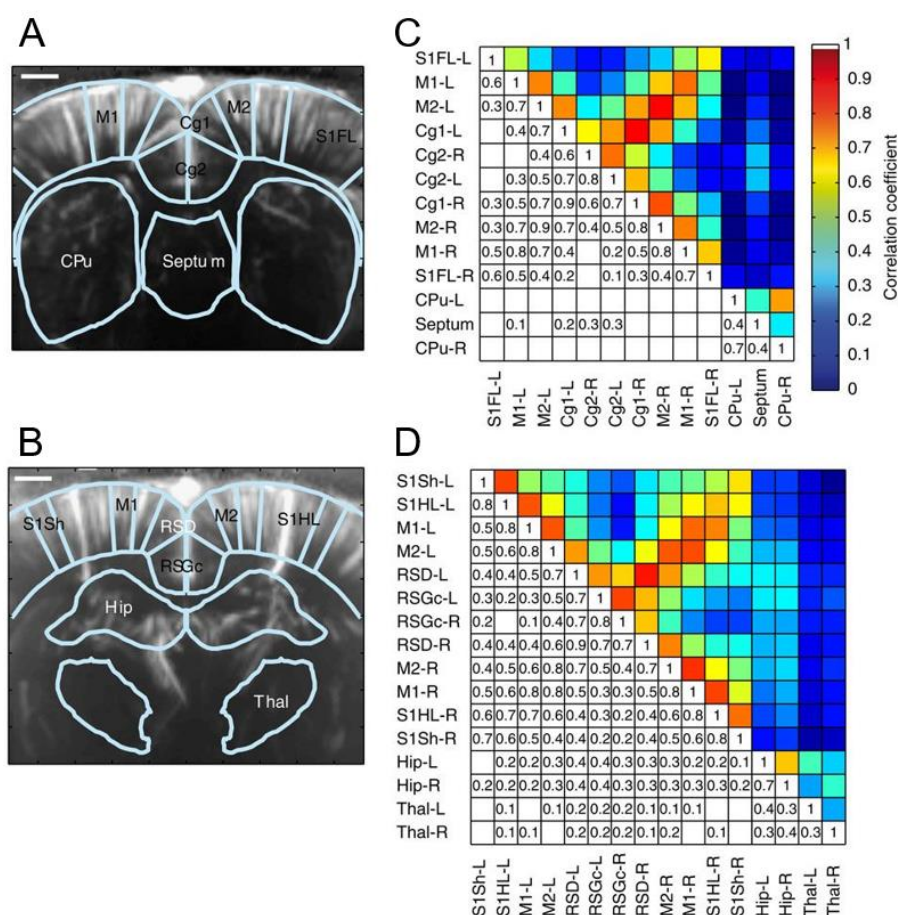 A
M1
M2
Cg1
S1FL
Cg2
CPu
Septum
C
S1FL-L 1
M1-L 0.6 1
M2-L 0.3 0.7 1
Cg1-L 0.4 0.7 1
Cg2-R 0.4 0.6 1
Cg2-L 0.3 0.5 0.7 0.8 1
Cg1-R 0.3 0.5 0.7 0.9 0.6 0.7 1
M2-R 0.3 0.7 0.9 0.7 0.4 0.5 0.8 1
M1-R 0.5 0.8 0.7 0.4 0.2 0.5 0.8 1
S1FL-R 0.6 0.5 0.4 0.2 0.1 0.3 0.4 0.7 1
CPu-L 1
Septum 0.1 0.2 0.3 0.3 0.4 1
CPu-R 0.7 0.4 1
S1FL-L M1-L M2-L Cg1-L Cg2-R Cg2-L Cg1-R M2-R M1-R S1FL-R CPu-L Septum CPu-R
1
0.9
0.8
0.7
0.6
0.5
0.4
0.3
0.2
0.1
0
Correlation coefficient
B
S1Sh
M1
RSD
M2
S1HL
RSGc
Hip
Thal
D
S1Sh-L 1
S1HL-L 0.8 1
M1-L 0.5 0.8 1
M2-L 0.5 0.6 0.8 1
RSD-L 0.4 0.4 0.5 0.7 1
RSGc-L 0.3 0.2 0.3 0.5 0.7 1
RSGc-R 0.2 0.1 0.4 0.7 0.8 1
RSD-R 0.4 0.4 0.4 0.6 0.9 0.7 0.7 1
M2-R 0.4 0.5 0.6 0.8 0.7 0.5 0.4 0.7 1
M1-R 0.5 0.6 0.8 0.8 0.5 0.3 0.3 0.5 0.8 1
S1HL-R 0.6 0.7 0.7 0.6 0.4 0.3 0.2 0.4 0.6 0.8 1
S1Sh-R 0.7 0.6 0.5 0.4 0.4 0.2 0.2 0.4 0.5 0.6 0.8 1
Hip-L 0.2 0.2 0.3 0.4 0.4 0.3 0.3 0.3 0.3 0.2 0.1 1
Hip-R 0.2 0.2 0.2 0.3 0.4 0.4 0.3 0.3 0.3 0.3 0.3 0.2 0.7 1
Thal-L 0.1 0.1 0.2 0.2 0.2 0.1 0.1 0.1 0.4 0.3 1
Thal-R 0.1 0.1 0.2 0.2 0.2 0.1 0.2 0.1 0.3 0.4 0.3 1
S1Sh-L S1HL-L M1-L M2-L RSD-L RSGc-L RSGc-R RSD-R M2-R M1-R S1HL-R S1Sh-R Hip-L Hip-R Thal-L Thal-R